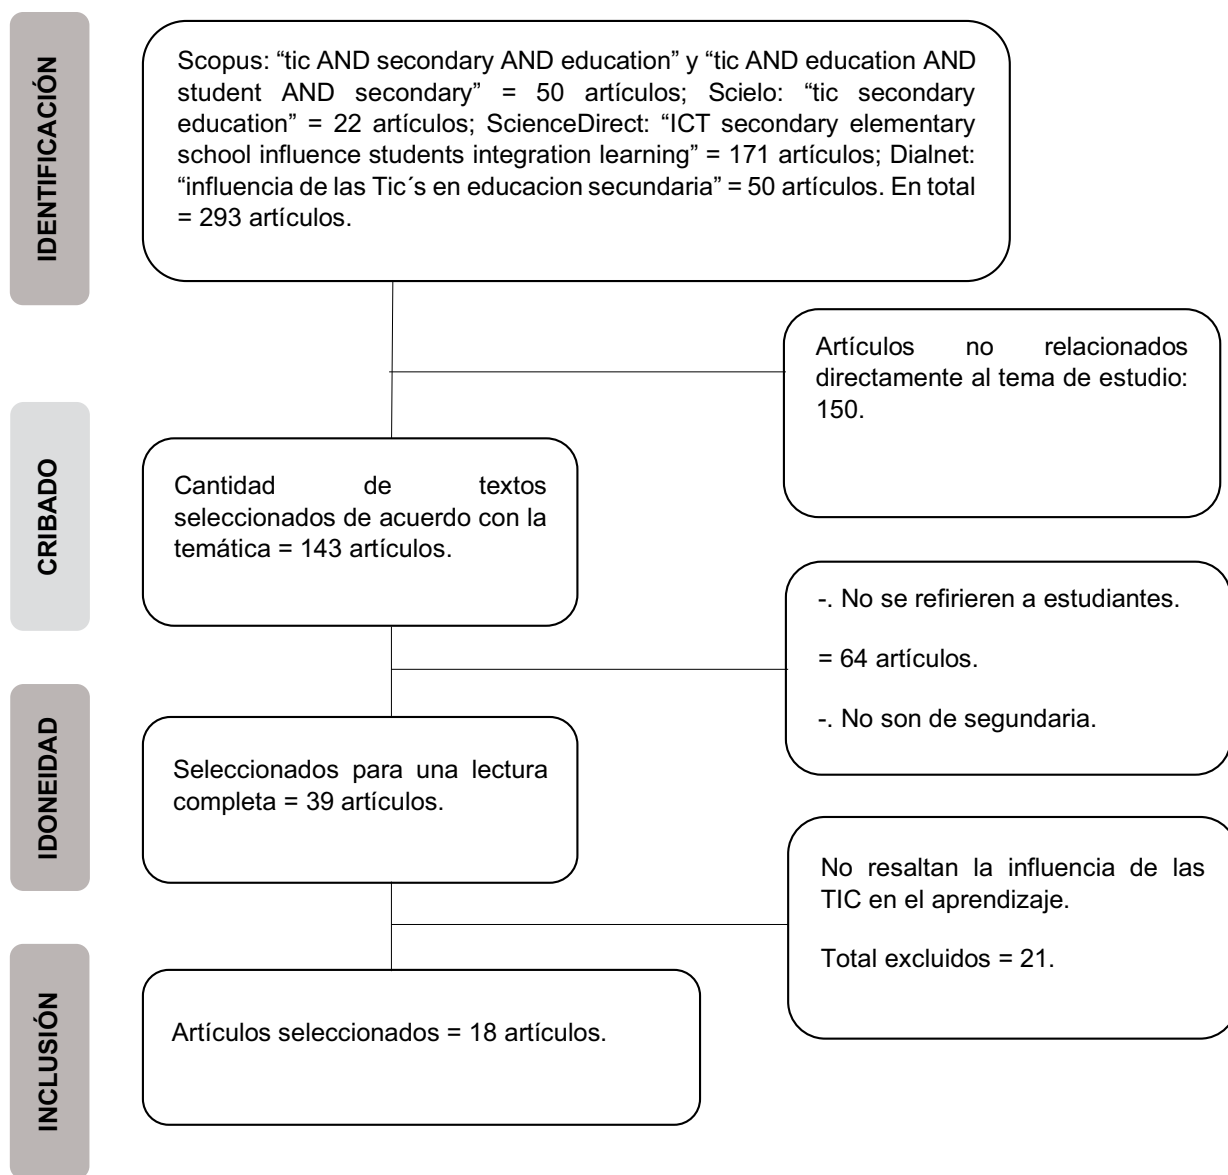 IDENTIFICACIÓN
Scopus: “tic AND secondary AND education” y “tic AND education AND
student AND secondary” = 50 artículos; Scielo: “tic secondary
education” = 22 artículos; ScienceDirect: “ICT secondary elementary
school influence students integration learning” = 171 artículos; Dialnet:
“influencia de las Tic´s en educacion secundaria” = 50 artículos. En total
= 293 artículos.
Artículos no relacionados
directamente al tema de estudio:
150.
CRIBADO
Cantidad de textos
seleccionados de acuerdo con la
temática = 143 artículos.
-. No se refirieren a estudiantes.
= 64 artículos.
-. No son de segundaria.
IDONEIDAD
Seleccionados para una lectura
completa = 39 artículos.
No resaltan la influencia de las
TIC en el aprendizaje.
Total excluidos = 21.
INCLUSIÓN
Artículos seleccionados = 18 artículos.